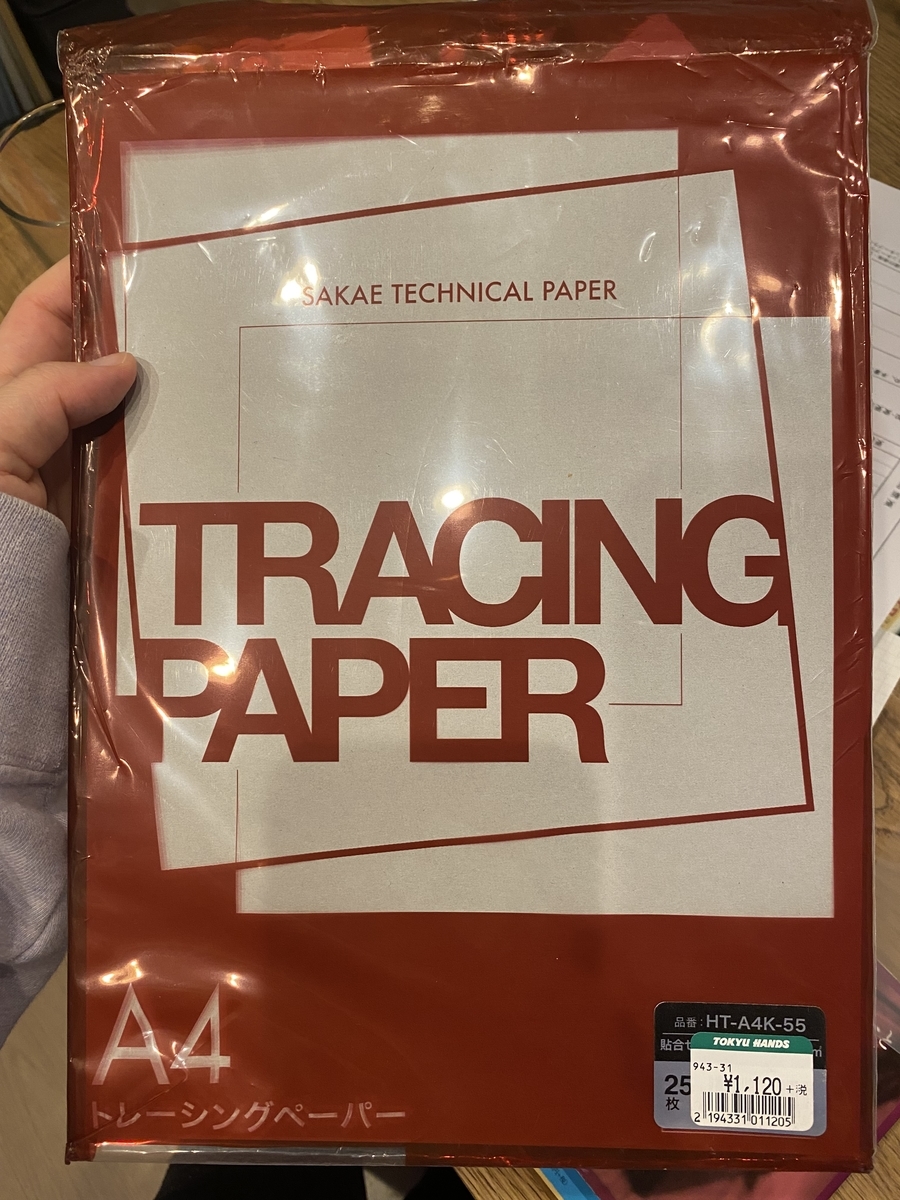 SAKAE TECHNICAL PAPER
TRACING
PAPER
A4
トレーシングペーパー
品番:HT-A4K-55
貼合せ
㎡
TOKYU HANDS
943-31
¥1,120+税
25
枚
2 194331 011205